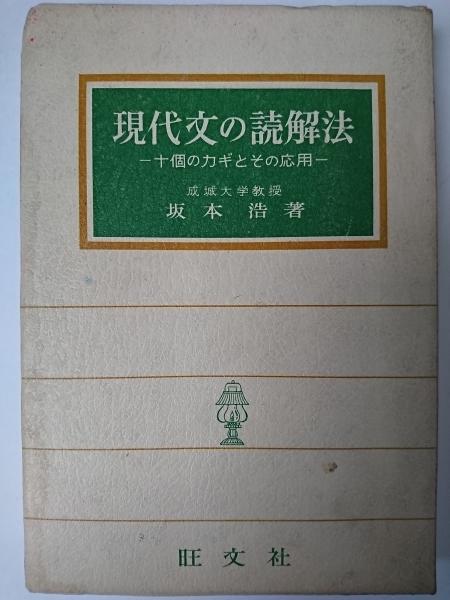 現代文の読解法
―十個のカギとその応用―
成城大学教授
坂本浩著
旺文社